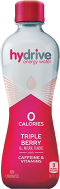 hydrive
energy water
0
CALORIES
TRIPLE
BERRY
CAFFEINE &
VITAMINS